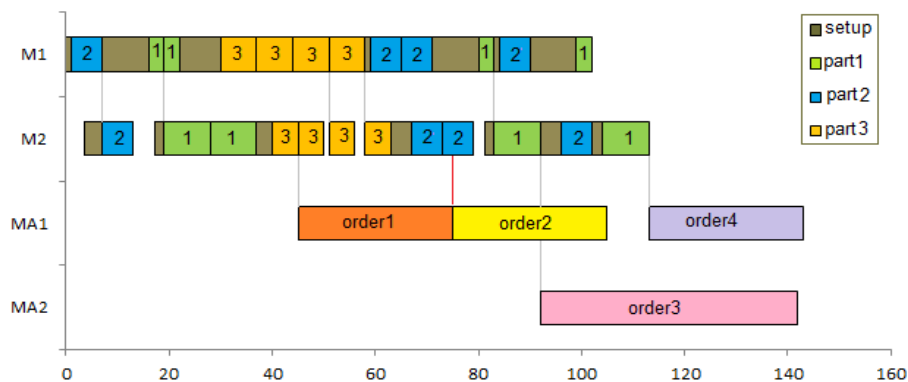 M1 2 1 1 3 3 3 3 2 2 1 2 1
M2 2 1 1 3 3 3 3 2 2 1 2 1
MA1 order1 order2 order4
MA2 order3
0 20 40 60 80 100 120 140 160
setup
part1
part2
part3